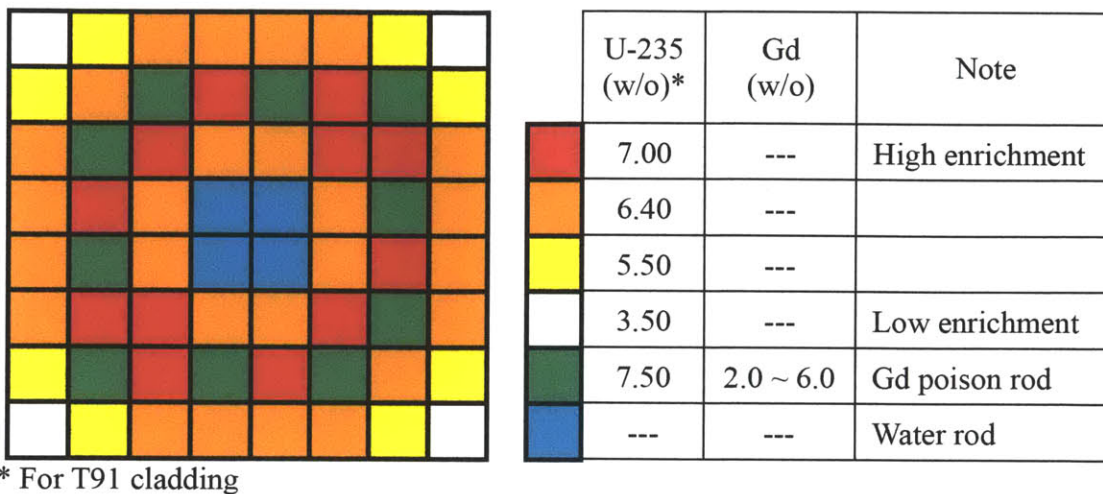 U-235 (w/o)* Gd (w/o) Note
7.00 --- High enrichment
6.40 ---
5.50 ---
3.50 --- Low enrichment
7.50 2.0 ~ 6.0 Gd poison rod
--- --- Water rod
* For T91 cladding